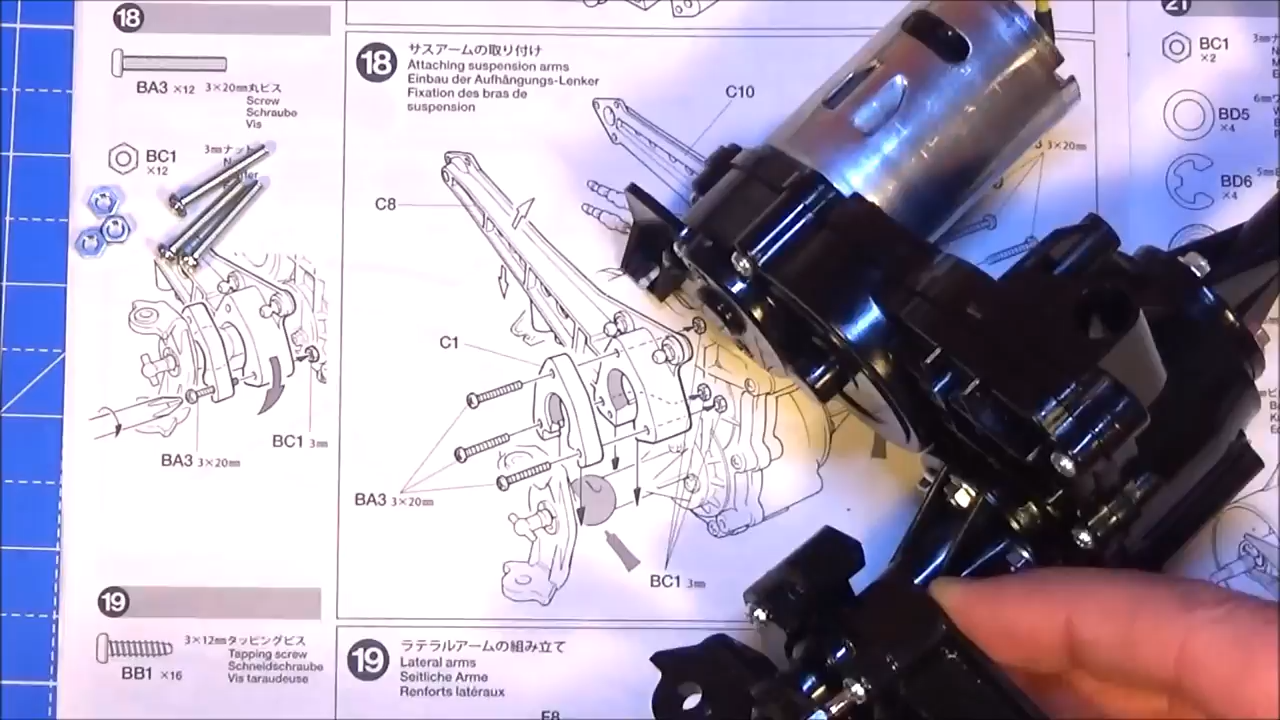 18
BA3 ×12
3×20㎜丸ビス
Screw
Schraube
Vis
BC1
×12
3㎜ナット
BA3 3×20㎜
BC1 3㎜
19
3×12㎜タッピングビス
Tapping screw
Schneidschraube
Vis taraudeuse
BB1 ×16
18
サスアームの取り付け
Attaching suspension arms
Einbau der Aufhängungs-Lenker
Fixation des bras de
suspension
C10
C8
C1
3×20㎜
BA3 3×20㎜
BC1 3㎜
19
ラテラルアームの組み立て
Lateral arms
Seitliche Arme
Renforts latéraux
21
BC1
×2
BD5
×4
BD6
×4